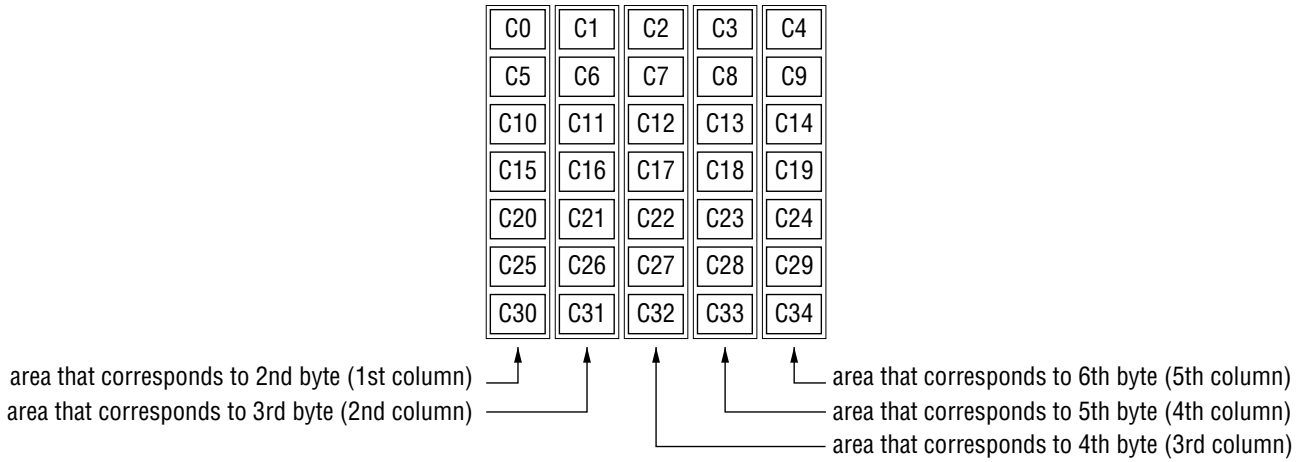 C0 C1 C2 C3 C4
C5 C6 C7 C8 C9
C10 C11 C12 C13 C14
C15 C16 C17 C18 C19
C20 C21 C22 C23 C24
C25 C26 C27 C28 C29
C30 C31 C32 C33 C34
area that corresponds to 2nd byte (1st column)
area that corresponds to 3rd byte (2nd column)
area that corresponds to 6th byte (5th column)
area that corresponds to 5th byte (4th column)
area that corresponds to 4th byte (3rd column)